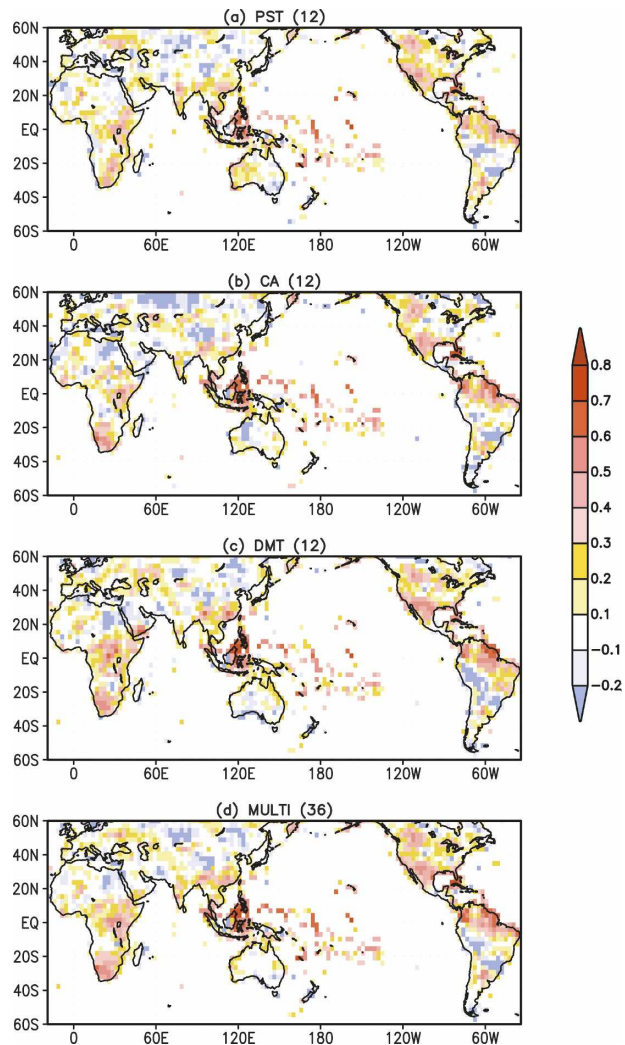 (a) PST (12)
60N
40N
20N
EQ
20S
40S
60S
0 60E 120E 180 120W 60W
(b) CA (12)
60N
40N
20N
EQ
20S
40S
60S
0 60E 120E 180 120W 60W
(c) DMT (12)
60N
40N
20N
EQ
20S
40S
60S
0 60E 120E 180 120W 60W
(d) MULTI (36)
60N
40N
20N
EQ
20S
40S
60S
0 60E 120E 180 120W 60W
0.8
0.7
0.6
0.5
0.4
0.3
0.2
0.1
−0.1
−0.2